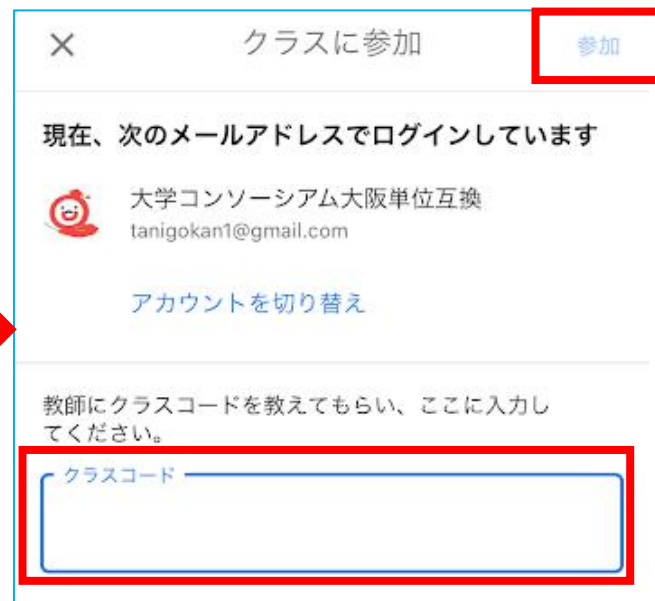 クラスに参加 参加
現在、次のメールアドレスでログインしています
大学コンソーシアム大阪単位互換
tanigokan1@gmail.com
アカウントを切り替え
教師にクラスコードを教えてもらい、ここに入力し
てください。
クラスコード